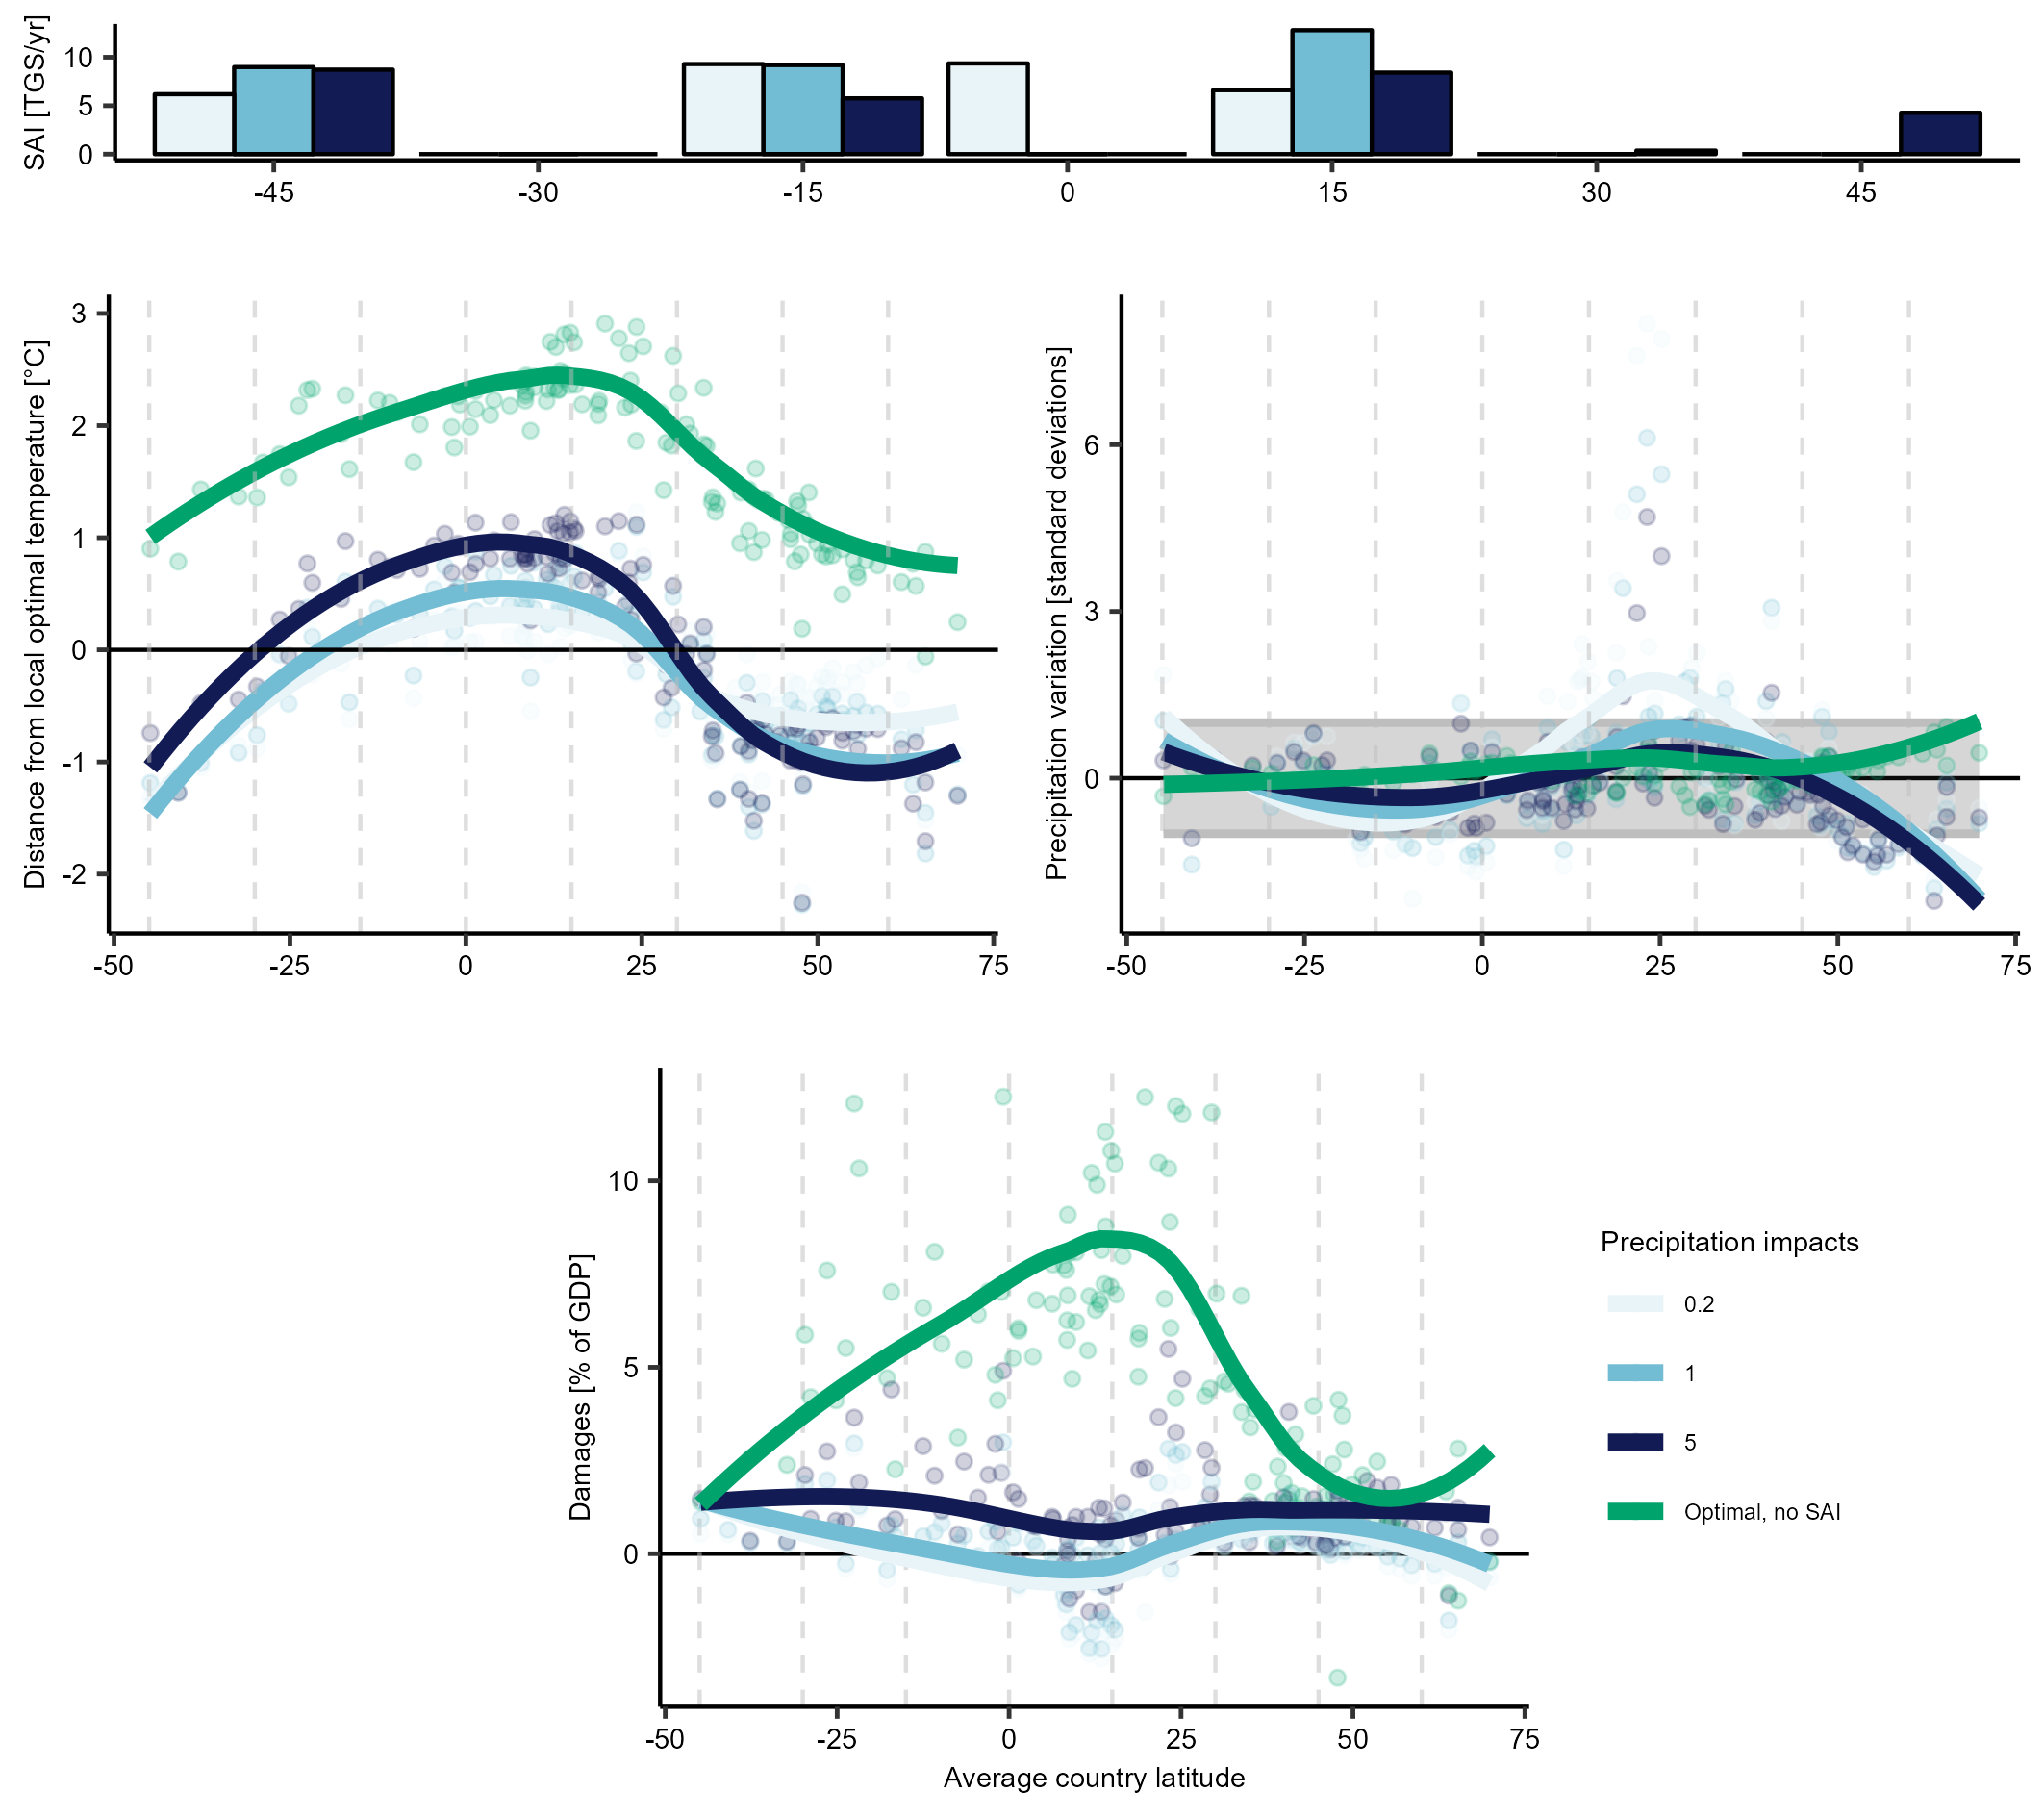 SAI [TGS/yr]
10
5
0
-45 -30 -15 0 15 30 45
Distance from local optimal temperature [°C]
3
2
1
0
-1
-2
-50 -25 0 25 50 75
Precipitation variation [standard deviations]
6
3
0
-50 -25 0 25 50 75
Damages [% of GDP]
10
5
0
-50 -25 0 25 50 75
Average country latitude
Precipitation impacts
0.2
1
5
Optimal, no SAI